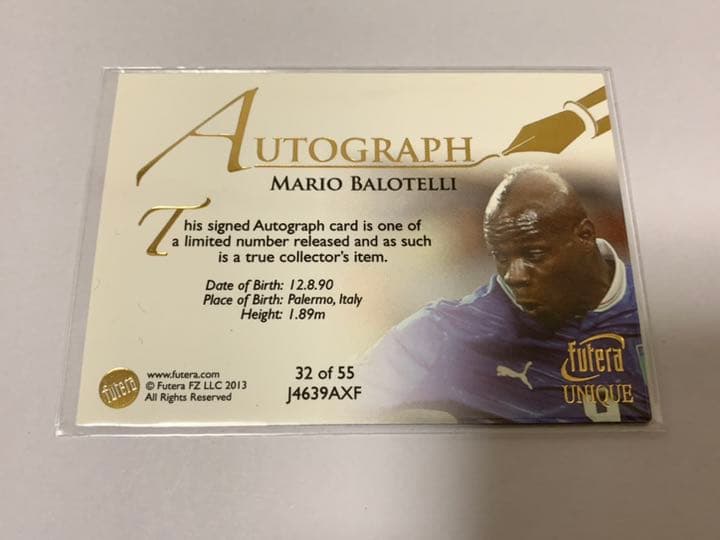 AUTOGRAPH
MARIO BALOTELLI
This signed Autograph card is one of
a limited number released and as such
is a true collector's item.
Date of Birth: 12.8.90
Place of Birth: Palermo, Italy
Height: 1.89m
futera
www.futera.com
© Futera FZ LLC 2013
All Rights Reserved
32 of 55
J4639AXF
futera
UNIQUE